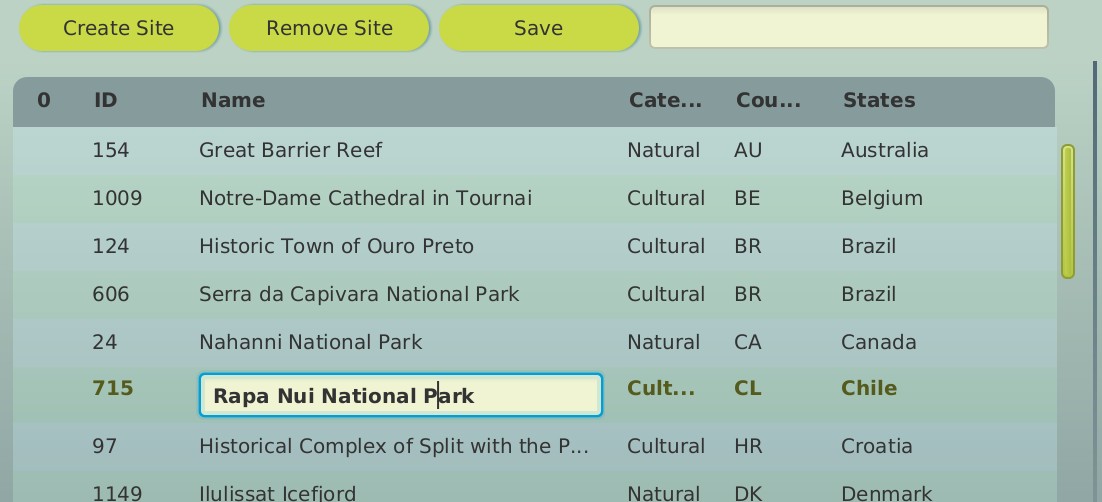 Create Site Remove Site Save
0 ID Name Cate... Cou... States
154 Great Barrier Reef Natural AU Australia
1009 Notre-Dame Cathedral in Tournai Cultural BE Belgium
124 Historic Town of Ouro Preto Cultural BR Brazil
606 Serra da Capivara National Park Cultural BR Brazil
24 Nahanni National Park Natural CA Canada
715 Rapa Nui National Park Cult... CL Chile
97 Historical Complex of Split with the P... Cultural HR Croatia
1149 Ilulissat Icefjord Natural DK Denmark